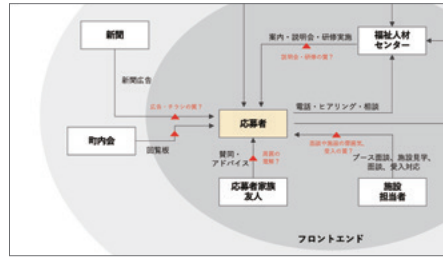 新聞
案内・説明会・研修実施
福祉人材
センター
説明会・研修の質？
新聞広告
広告・チラシの質？
電話・ヒアリング・相談
応募者
町内会
回覧板
賛同・
アドバイス
ブース面談、施設見学、
面談、受入対応
応募者家族
友人
施設
担当者
フロントエンド